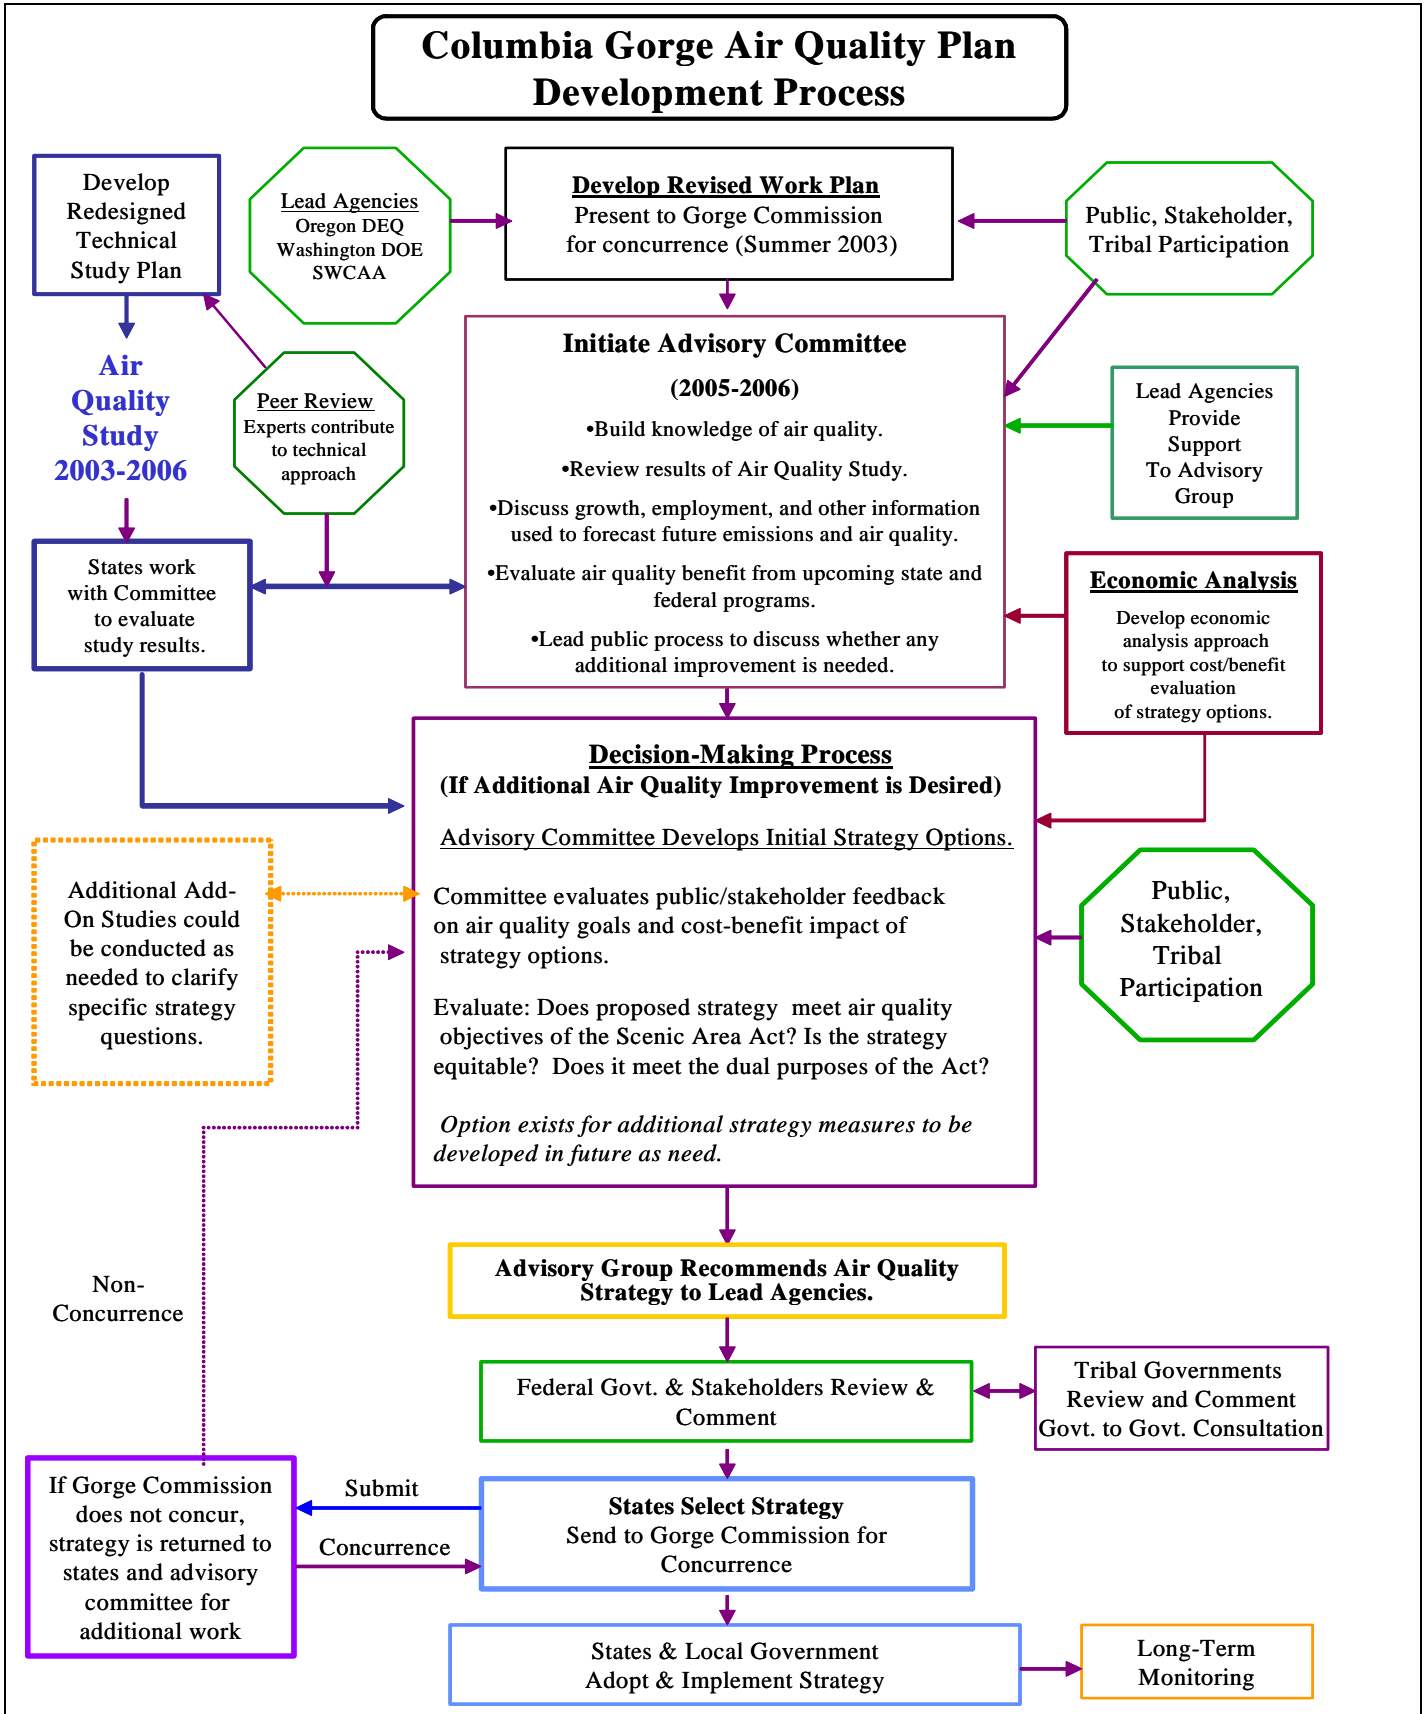 Columbia Gorge Air Quality Plan
Development Process
Develop
Redesigned
Technical
Study Plan
Lead Agencies
Oregon DEQ
Washington DOE
SWCAA
Develop Revised Work Plan
Present to Gorge Commission
for concurrence (Summer 2003)
Public, Stakeholder,
Tribal Participation
Air
Quality
Study
2003-2006
Peer Review
Experts contribute
to technical
approach
Initiate Advisory Committee
(2005-2006)
•Build knowledge of air quality.
•Review results of Air Quality Study.
•Discuss growth, employment, and other information
used to forecast future emissions and air quality.
•Evaluate air quality benefit from upcoming state and
federal programs.
•Lead public process to discuss whether any
additional improvement is needed.
Lead Agencies
Provide
Support
To Advisory
Group
States work
with Committee
to evaluate
study results.
Economic Analysis
Develop economic
analysis approach
to support cost/benefit
evaluation
of strategy options.
Decision-Making Process
(If Additional Air Quality Improvement is Desired)
Advisory Committee Develops Initial Strategy Options.
Committee evaluates public/stakeholder feedback
on air quality goals and cost-benefit impact of
strategy options.
Evaluate: Does proposed strategy  meet air quality
objectives of the Scenic Area Act? Is the strategy
equitable?  Does it meet the dual purposes of the Act?
Option exists for additional strategy measures to be
developed in future as need.
Additional Add-
On Studies could
be conducted as
needed to clarify
specific strategy
questions.
Public,
Stakeholder,
Tribal
Participation
Non-
Concurrence
Advisory Group Recommends Air Quality
Strategy to Lead Agencies.
Federal Govt. & Stakeholders Review &
Comment
Tribal Governments
Review and Comment
Govt. to Govt. Consultation
If Gorge Commission
does not concur,
strategy is returned to
states and advisory
committee for
additional work
Submit
Concurrence
States Select Strategy
Send to Gorge Commission for
Concurrence
States & Local Government
Adopt & Implement Strategy
Long-Term
Monitoring